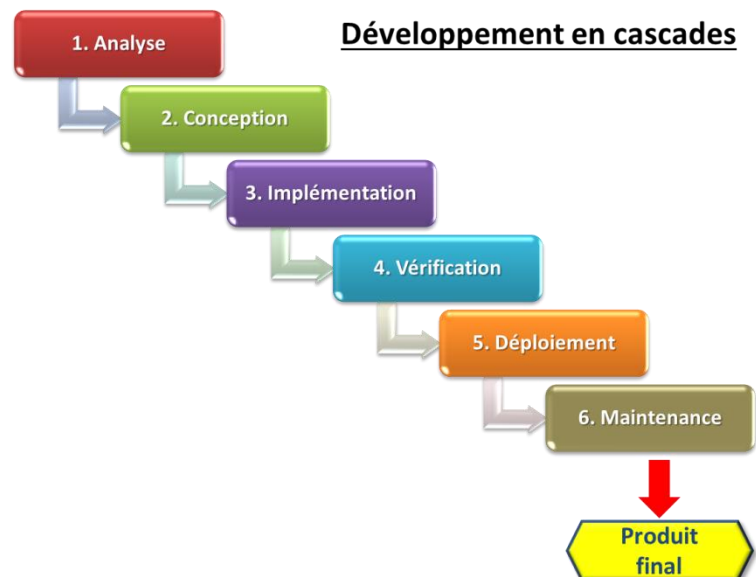 Développement en cascades
1. Analyse
2. Conception
3. Implémentation
4. Vérification
5. Déploiement
6. Maintenance
Produit
final